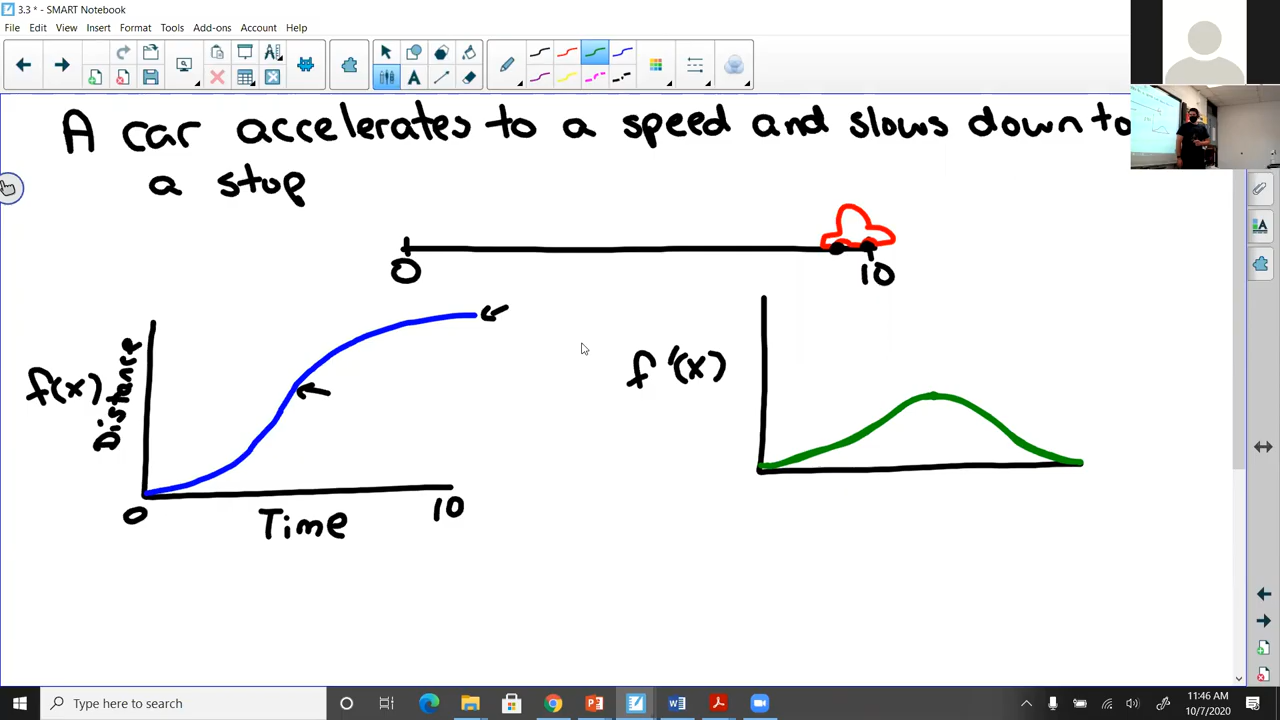 3.3 * - SMART Notebook
File Edit View Insert Format Tools Add-ons Account Help
A car accelerates to a speed and slows down to
a stop
0 10
f(x) Distance
f'(x)
0 Time 10
Type here to search
11:46 AM
10/7/2020